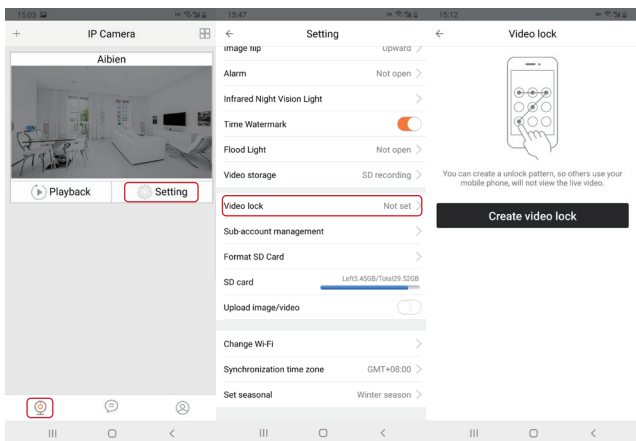 15:03
IP Camera
Aibien
Playback
Setting
15:47
Setting
Image flip Upward
Alarm Not open
Infrared Night Vision Light
Time Watermark
Flood Light Not open
Video storage SD recording
Video lock Not set
Sub-account management
Format SD Card
SD card Left3.45GB/Total29.52GB
Upload image/video
Change Wi-Fi
Synchronization time zone GMT+08:00
Set seasonal Winter season
15:12
Video lock
You can create a unlock pattern, so others use your
mobile phone, will not view the live video.
Create video lock